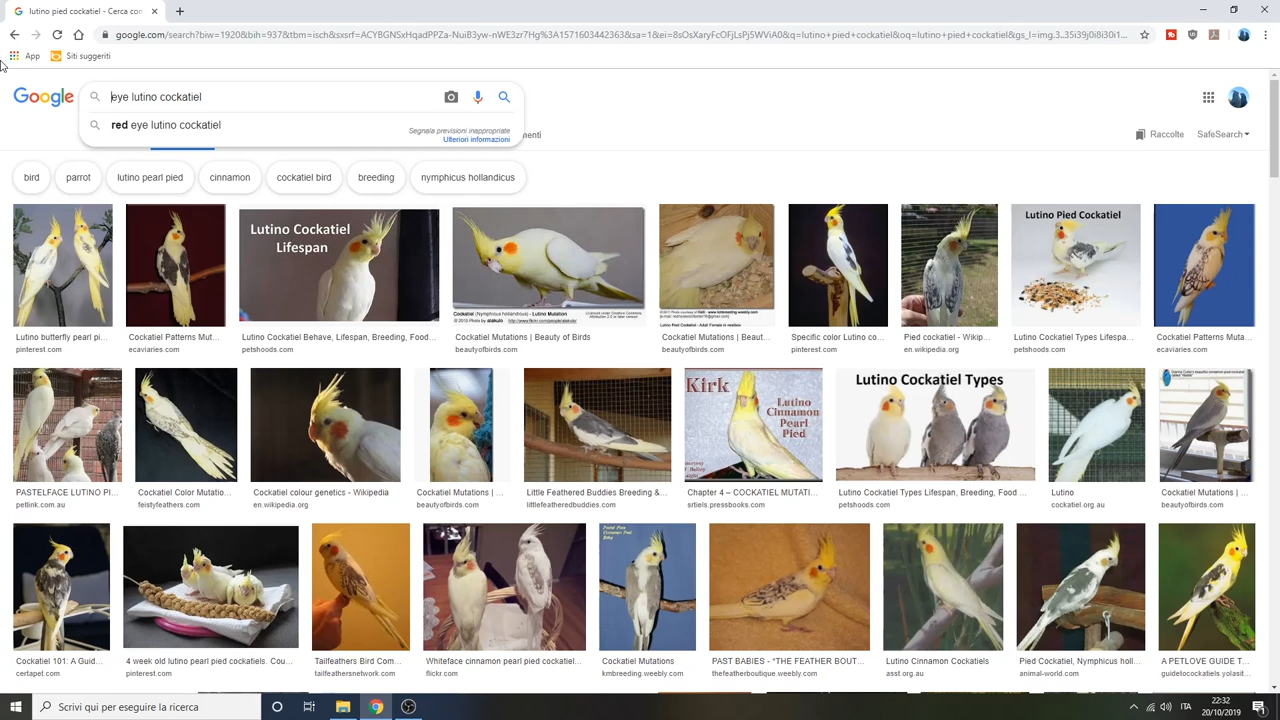 lutino pied cockatiel - Cerca con
google.com/search?biw=1920&bih=937&tbm=isch&sxsrf=ACYBGNSxHqadPPZa-NuiB3yw-nWE3zr7Hg%3A1571603442363&sa=1&ei=8sOsXaryFcOFjLsPj5WViA0&q=lutino+pied+cockatiel&oq=lutino+pied+cockatiel&gs_l=img.3..35i39j0i8i30i1...
App
Siti suggeriti
Google
eye lutino cockatiel
red eye lutino cockatiel
Segnala previsioni inappropriate
Ulteriori informazioni
Raccolte
SafeSearch
bird
parrot
lutino pearl pied
cinnamon
cockatiel bird
breeding
nymphicus hollandicus
Lutino Cockatiel
Lifespan
Cockatiel (Nymphicus hollandicus) - Lutino Mutation
Lutino Pied Cockatiel
Lutino butterfly pearl pi...
pinterest.com
Cockatiel Patterns Mut...
ecaviaries.com
Lutino Cockatiel Behave, Lifespan, Breeding, Food...
petshoods.com
Cockatiel Mutations | Beauty of Birds
beautyofbirds.com
Cockatiel Mutations | Beaut...
beautyofbirds.com
Specific color Lutino co...
pinterest.com
Pied cockatiel - Wikip...
en.wikipedia.org
Lutino Cockatiel Types Lifespa...
petshoods.com
Cockatiel Patterns Muta...
ecaviaries.com
Kirk
Lutino
Cinnamon
Pearl
Pied
Lutino Cockatiel Types
PASTELFACE LUTINO PI...
petlink.com.au
Cockatiel Color Mutatio...
feistyfeathers.com
Cockatiel colour genetics - Wikipedia
en.wikipedia.org
Cockatiel Mutations | ...
beautyofbirds.com
Little Feathered Buddies Breeding &...
littlefeatheredbuddies.com
Chapter 4 – COCKATIEL MUTATI...
srtiels.pressbooks.com
Lutino Cockatiel Types Lifespan, Breeding, Food ...
petshoods.com
Lutino
cockatiel.org.au
Cockatiel Mutations | ...
beautyofbirds.com
Cockatiel 101: A Guid...
certapet.com
4 week old lutino pearl pied cockatiels. Cou...
pinterest.com
Tailfeathers Bird Com...
tailfeathersnetwork.com
Whiteface cinnamon pearl pied cockatiel...
flickr.com
Cockatiel Mutations
kmbreeding.weebly.com
PAST BABIES - *THE FEATHER BOUT...
thefeatherboutique.weebly.com
Lutino Cinnamon Cockatiels
asst.org.au
Pied Cockatiel, Nymphicus holl...
animal-world.com
A PETLOVE GUIDE T...
guidetocockatiels.yolasit...
Scrivi qui per eseguire la ricerca
ITA
22:32
20/10/2019